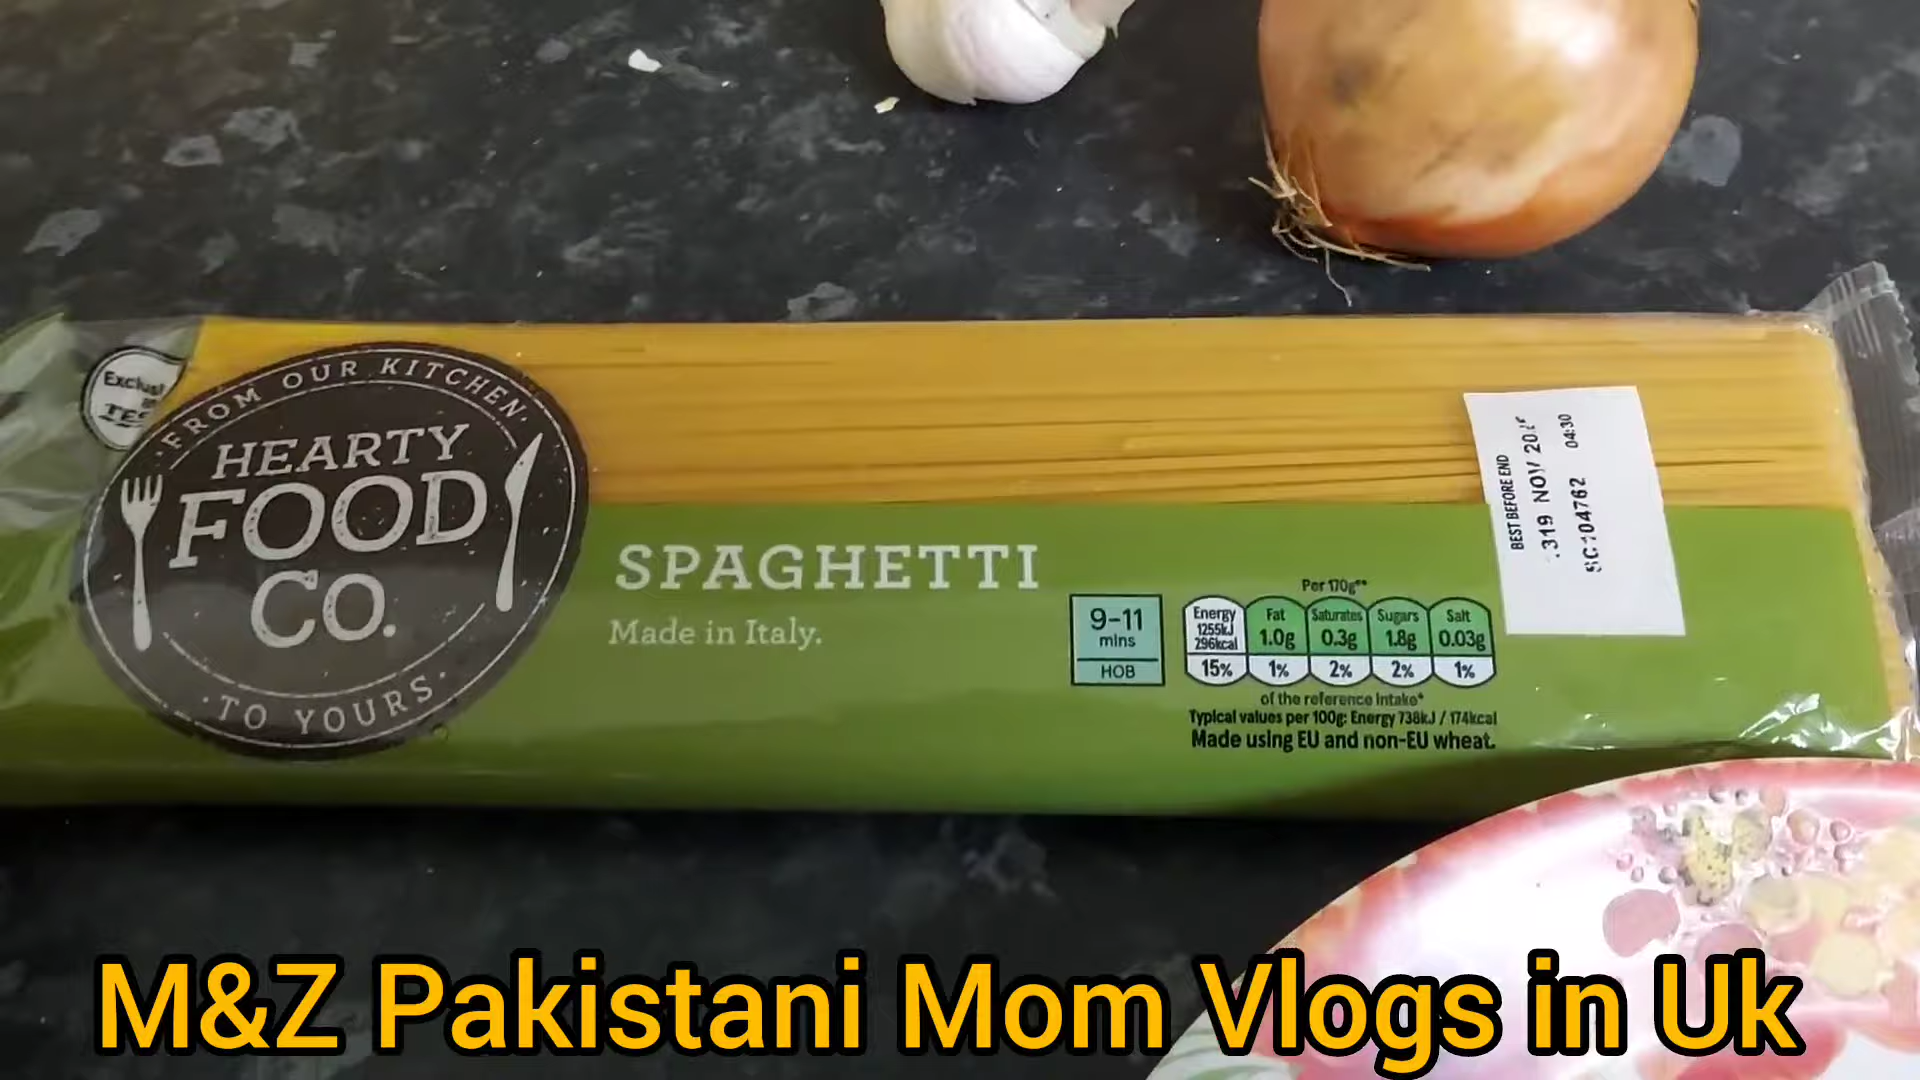 FROM OUR KITCHEN
HEARTY
FOOD
CO.
TO YOURS
SPAGHETTI
Made in Italy.
9-11
mins
HOB
Per 170g**
Energy 1255kJ 296kcal 15%
Fat 1.0g 1%
Saturates 0.3g 2%
Sugars 1.8g 2%
Salt 0.03g 1%
of the reference intake*
Typical values per 100g: Energy 738kJ / 174kcal
Made using EU and non-EU wheat.
BEST BEFORE END
NOV
04:30
M&Z Pakistani Mom Vlogs in Uk